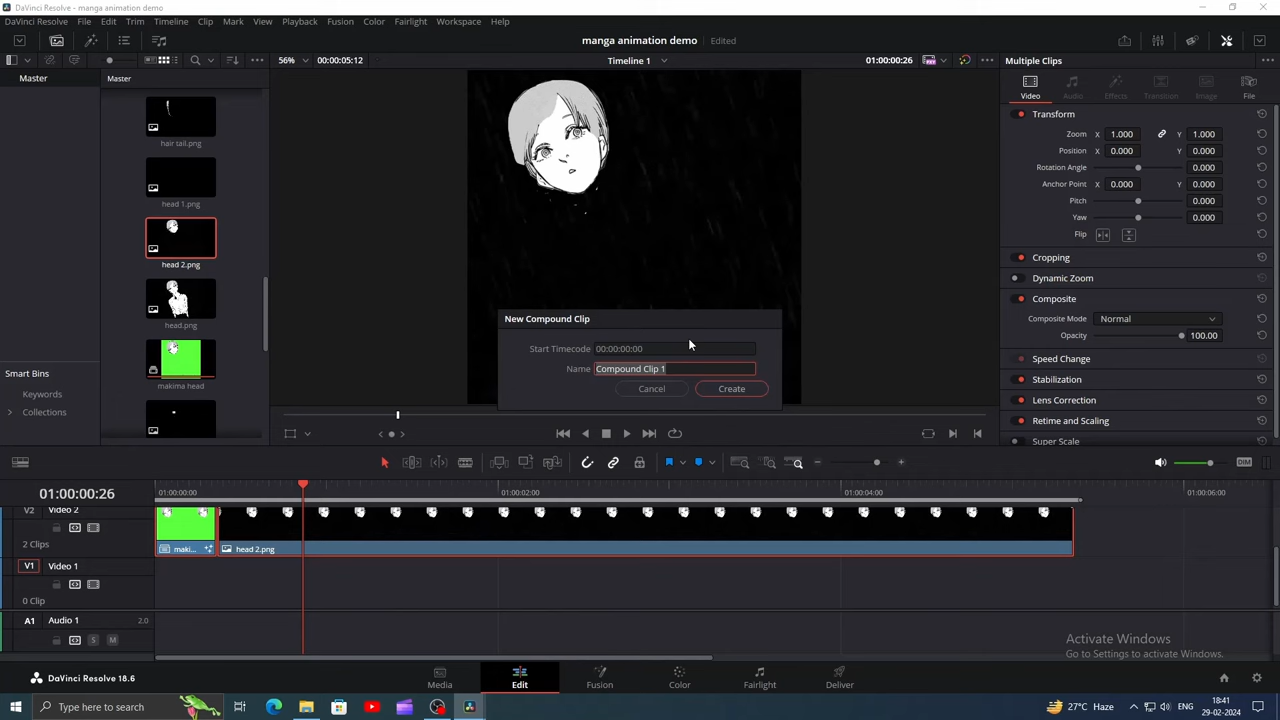 DaVinci Resolve - manga animation demo
DaVinci Resolve File Edit Trim Timeline Clip Mark View Playback Fusion Color Fairlight Workspace Help
manga animation demo Edited
56% 00:00:05:12 Timeline 1 01:00:00:26 Multiple Clips
Master Master
Video Audio Effects Transition Image File
Transform
Zoom X 1.000 Y 1.000
hair tail.png
Position X 0.000 Y 0.000
Rotation Angle 0.000
Anchor Point X 0.000 Y 0.000
head 1.png
Pitch 0.000
Yaw 0.000
Flip
Cropping
head 2.png
Dynamic Zoom
Composite
New Compound Clip
Composite Mode Normal
head.png
Opacity 100.00
Start Timecode 00:00:00:00
Speed Change
Name Compound Clip 1
Smart Bins
Stabilization
Cancel Create
makima head
Keywords
Lens Correction
Collections
Retime and Scaling
Super Scale
DIM
01:00:00:26 01:00:00:00 01:00:02:00 01:00:04:00 01:00:06:00
V2 Video 2
2 Clips
maki... head 2.png
V1 Video 1
0 Clip
A1 Audio 1 2.0
S M
Activate Windows
Go to Settings to activate Windows.
DaVinci Resolve 18.6
Media Edit Fusion Color Fairlight Deliver
Type here to search
27°C Haze ENG 18:41
29-02-2024